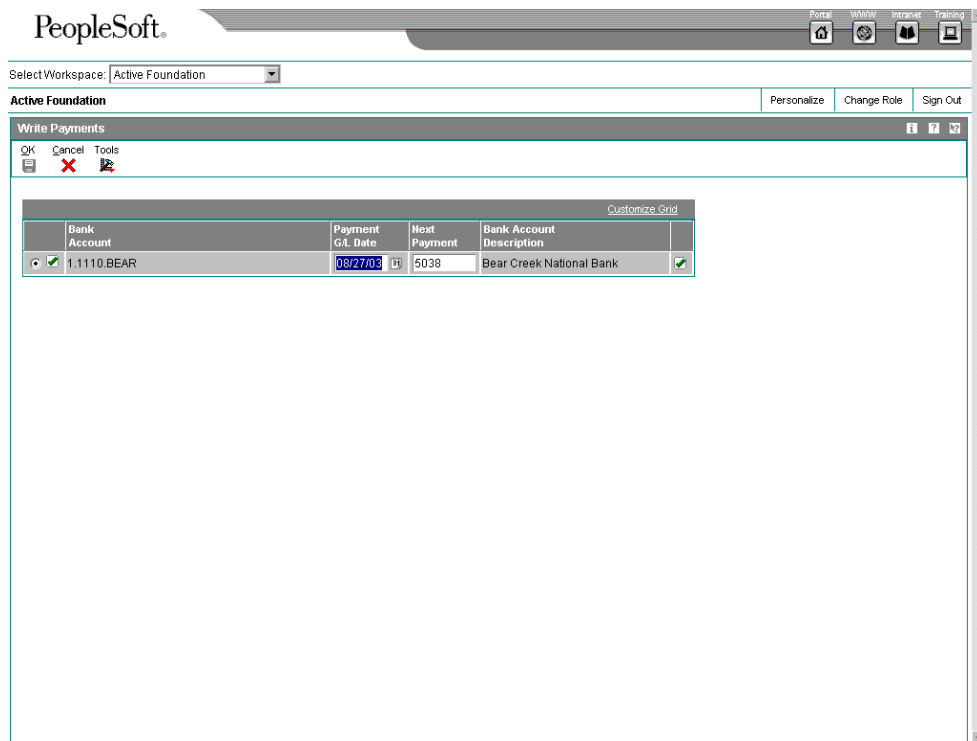 PeopleSoft®
Portal WWW Intranet Training
Select Workspace: Active Foundation
Active Foundation Personalize Change Role Sign Out
Write Payments
OK Cancel Tools
Customize Grid
Bank Account Payment G/L Date Next Payment Bank Account Description
1.1110.BEAR 08/27/03 5038 Bear Creek National Bank